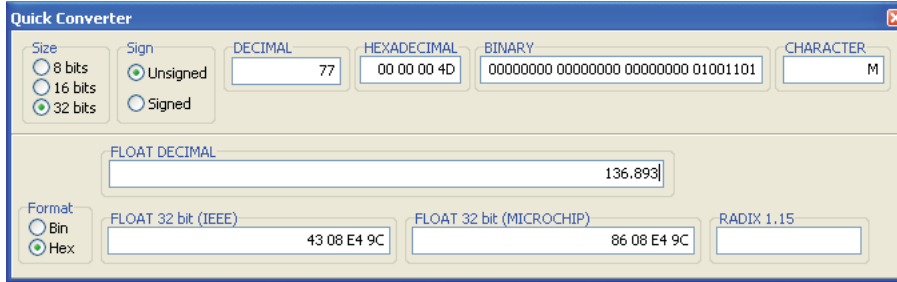 Quick Converter
Size
8 bits
16 bits
32 bits
Sign
Unsigned
Signed
DECIMAL
77
HEXADECIMAL
00 00 00 4D
BINARY
00000000 00000000 00000000 01001101
CHARACTER
M
FLOAT DECIMAL
136.893
Format
Bin
Hex
FLOAT 32 bit (IEEE)
43 08 E4 9C
FLOAT 32 bit (MICROCHIP)
86 08 E4 9C
RADIX 1.15